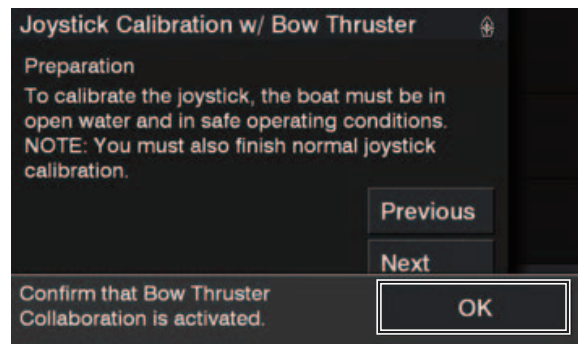 Joystick Calibration w/ Bow Thruster
Preparation
To calibrate the joystick, the boat must be in
open water and in safe operating conditions.
NOTE: You must also finish normal joystick
calibration.
Previous
Next
Confirm that Bow Thruster
Collaboration is activated.
OK